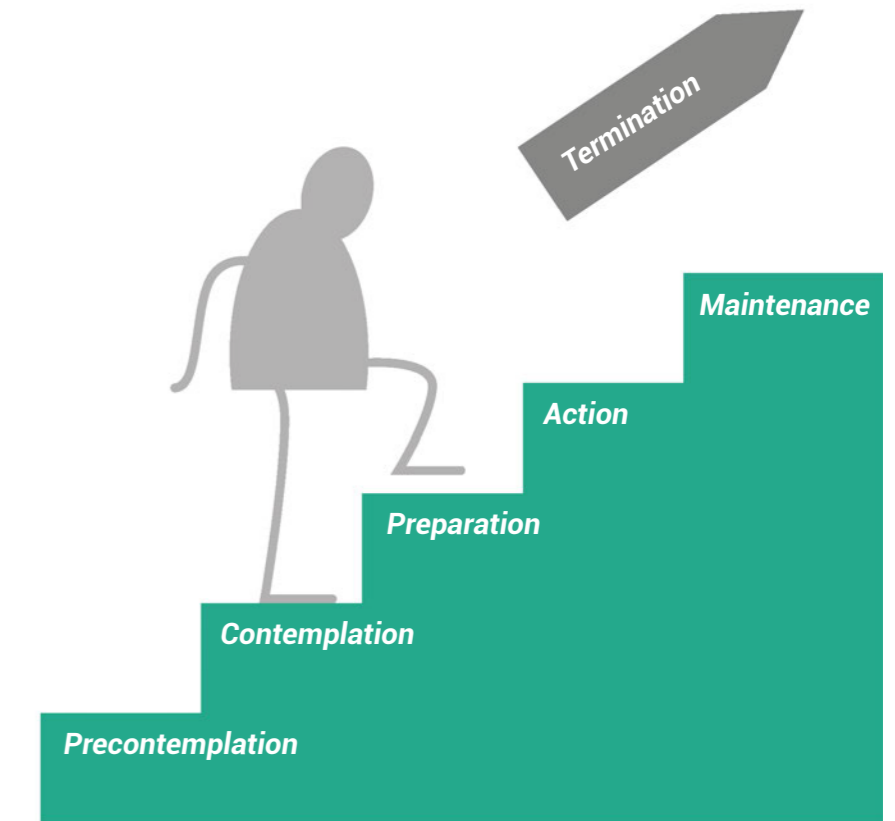 Termination
Maintenance
Action
Preparation
Contemplation
Precontemplation